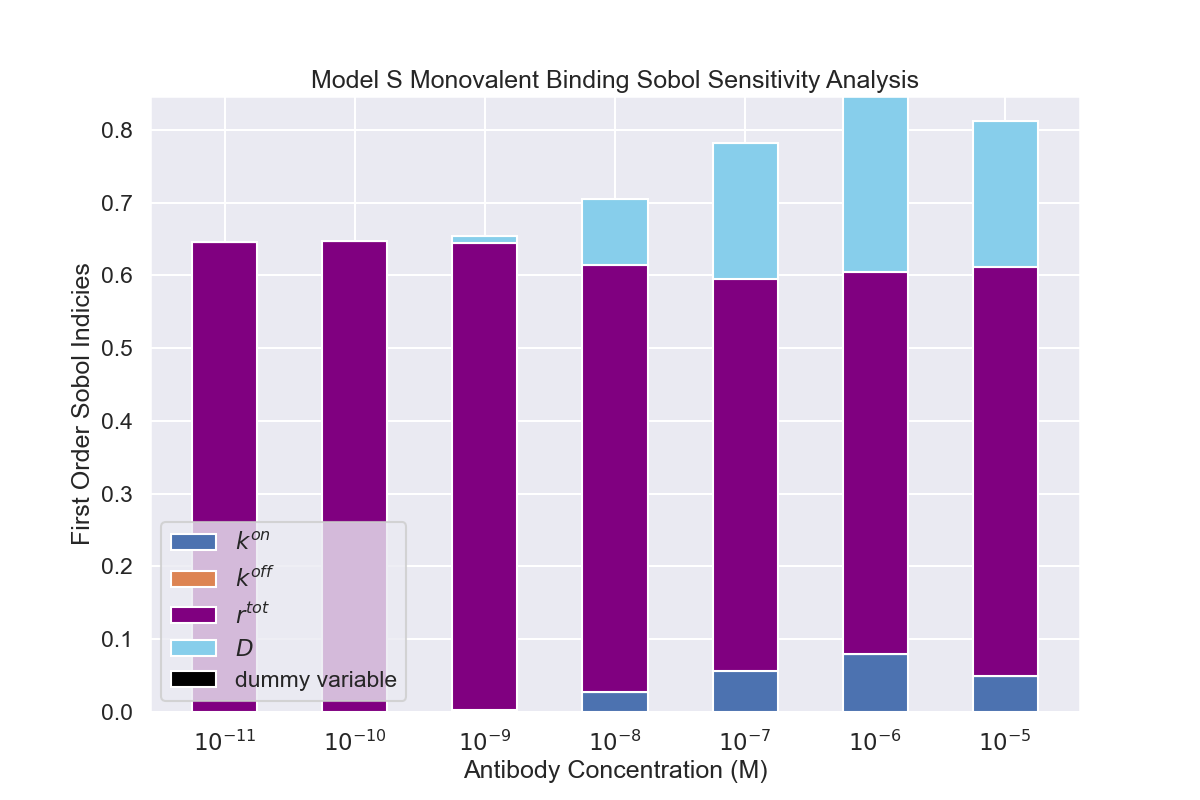 Model S Monovalent Binding Sobol Sensitivity Analysis
First Order Sobol Indicies
0.8
0.7
0.6
0.5
0.4
0.3
0.2
0.1
0.0
k^{on}
k^{off}
r^{tot}
D
dummy variable
10^{-11} 10^{-10} 10^{-9} 10^{-8} 10^{-7} 10^{-6} 10^{-5}
Antibody Concentration (M)